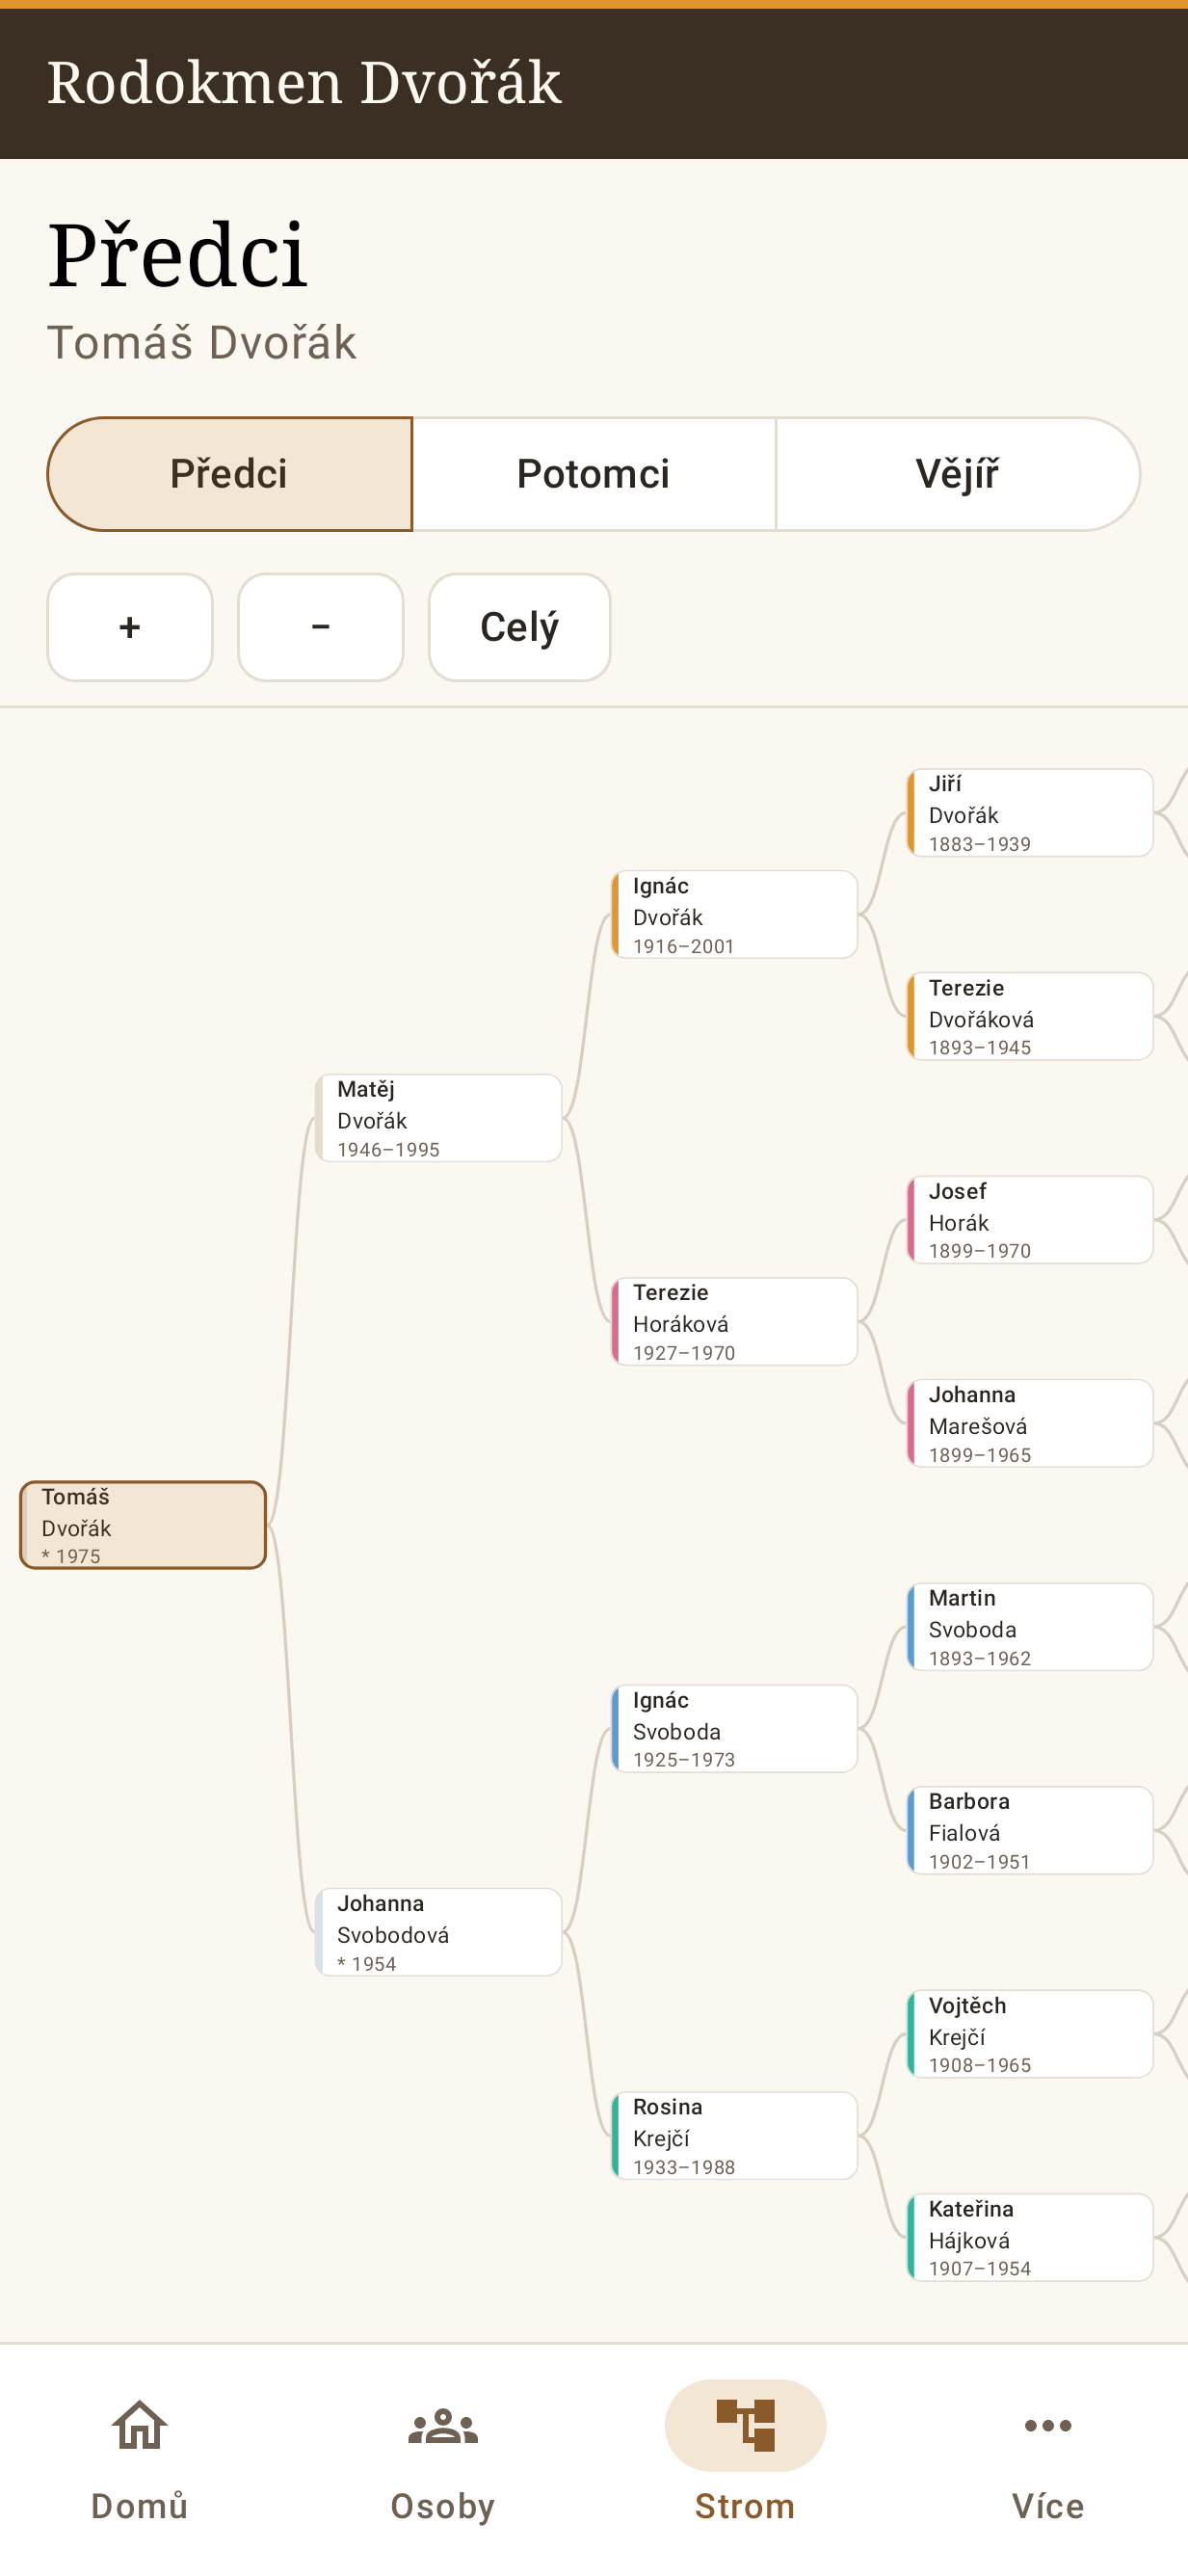 Rodokmen Dvořák
Předci
Tomáš Dvořák
Předci
Potomci
Vějíř
+
−
Celý
Tomáš
Dvořák
* 1975
Matěj
Dvořák
1946–1995
Johanna
Svobodová
* 1954
Ignác
Dvořák
1916–2001
Terezie
Horáková
1927–1970
Ignác
Svoboda
1925–1973
Rosina
Krejčí
1933–1988
Jiří
Dvořák
1883–1939
Terezie
Dvořáková
1893–1945
Josef
Horák
1899–1970
Johanna
Marešová
1899–1965
Martin
Svoboda
1893–1962
Barbora
Fialová
1902–1951
Vojtěch
Krejčí
1908–1965
Kateřina
Hájková
1907–1954
Domů
Osoby
Strom
Více